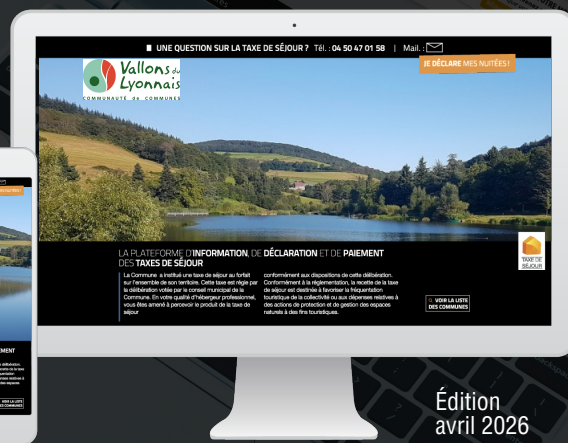 UNE QUESTION SUR LA TAXE DE SÉJOUR ? Tél. : 04 50 47 01 58 | Mail. :
JE DÉCLARE MES NUITÉES !
Vallons du
Lyonnais
COMMUNAUTÉ de COMMUNES
LA PLATEFORME D'INFORMATION, DE DÉCLARATION ET DE PAIEMENT
DES TAXES DE SÉJOUR
La Commune a institué une taxe de séjour au forfait
sur l'ensemble de son territoire. Cette taxe est régie par
la délibération votée par le conseil municipal de la
Commune. En votre qualité d'hébergeur professionnel,
vous êtes amené à percevoir le produit de la taxe de
séjour
conformément aux dispositions de cette délibération.
Conformément à la règlementation, la recette de la taxe
de séjour est destinée à favoriser la fréquentation
touristique de la collectivité ou aux dépenses relatives à
des actions de protection et de gestion des espaces
naturels à des fins touristiques.
TAXE DE
SÉJOUR
VOIR LA LISTE
DES COMMUNES
Édition
avril 2026